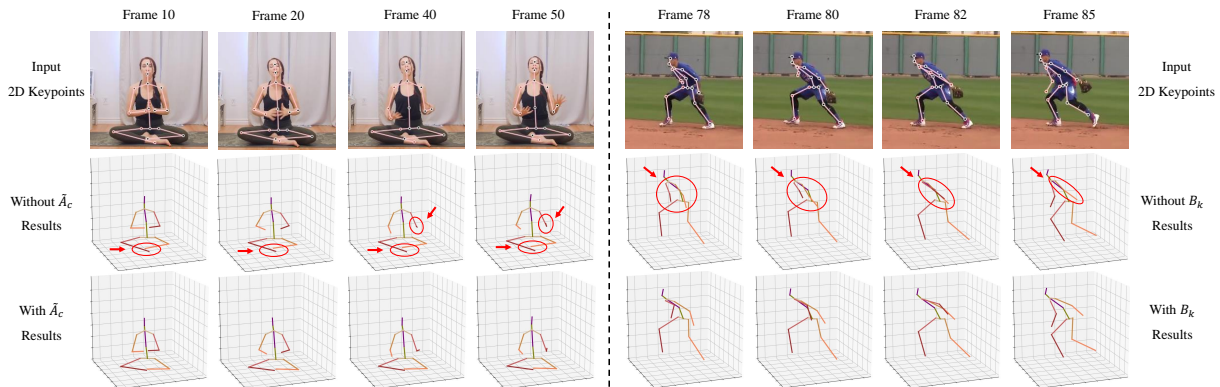 Frame 10 Frame 20 Frame 40 Frame 50 Frame 78 Frame 80 Frame 82 Frame 85
Input
2D Keypoints
Input
2D Keypoints
Without Ã_c
Results
Without B_k
Results
With Ã_c
Results
With B_k
Results